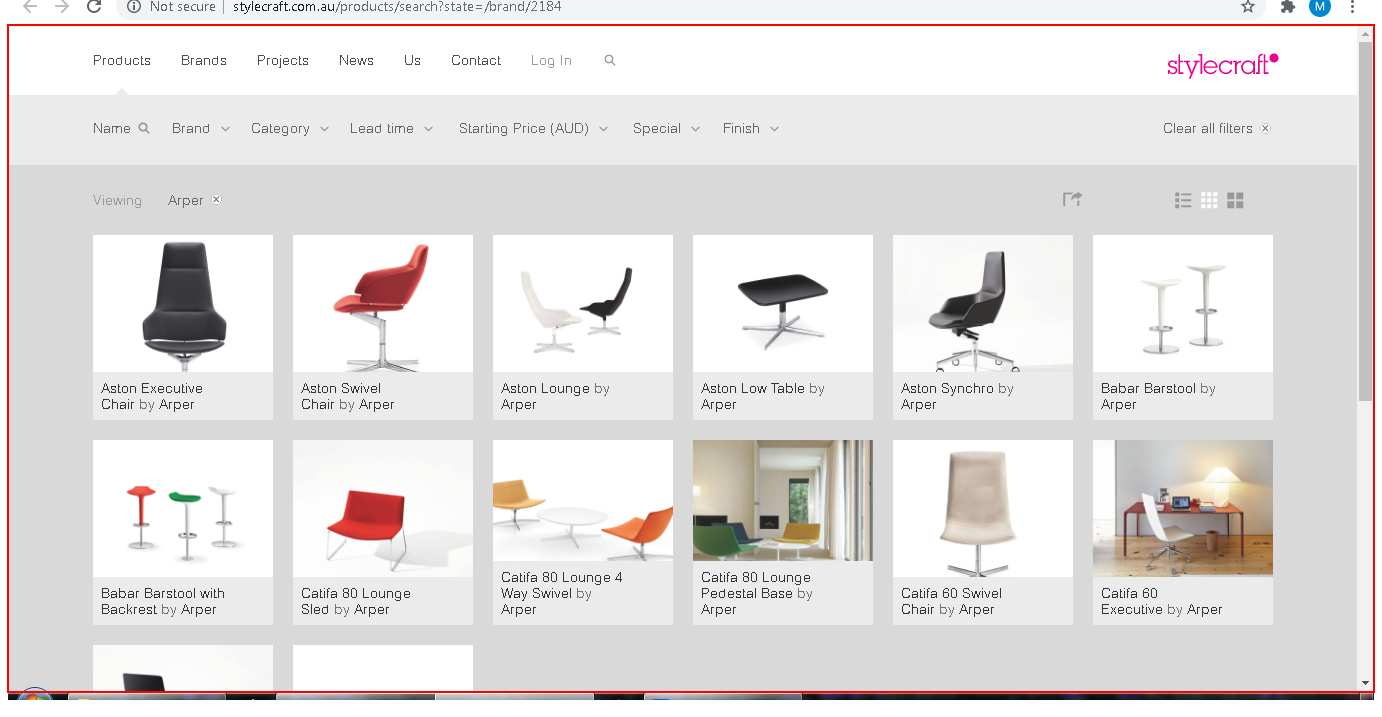 Not secure | stylecraft.com.au/products/search?state=/brand/2184
M
Products Brands Projects News Us Contact Log In
stylecraft
Name Brand Category Lead time Starting Price (AUD) Special Finish Clear all filters
Viewing Arper
Aston Executive
Chair by Arper
Aston Swivel
Chair by Arper
Aston Lounge by
Arper
Aston Low Table by
Arper
Aston Synchro by
Arper
Babar Barstool by
Arper
Babar Barstool with
Backrest by Arper
Catifa 80 Lounge
Sled by Arper
Catifa 80 Lounge 4
Way Swivel by
Arper
Catifa 80 Lounge
Pedestal Base by
Arper
Catifa 60 Swivel
Chair by Arper
Catifa 60
Executive by Arper